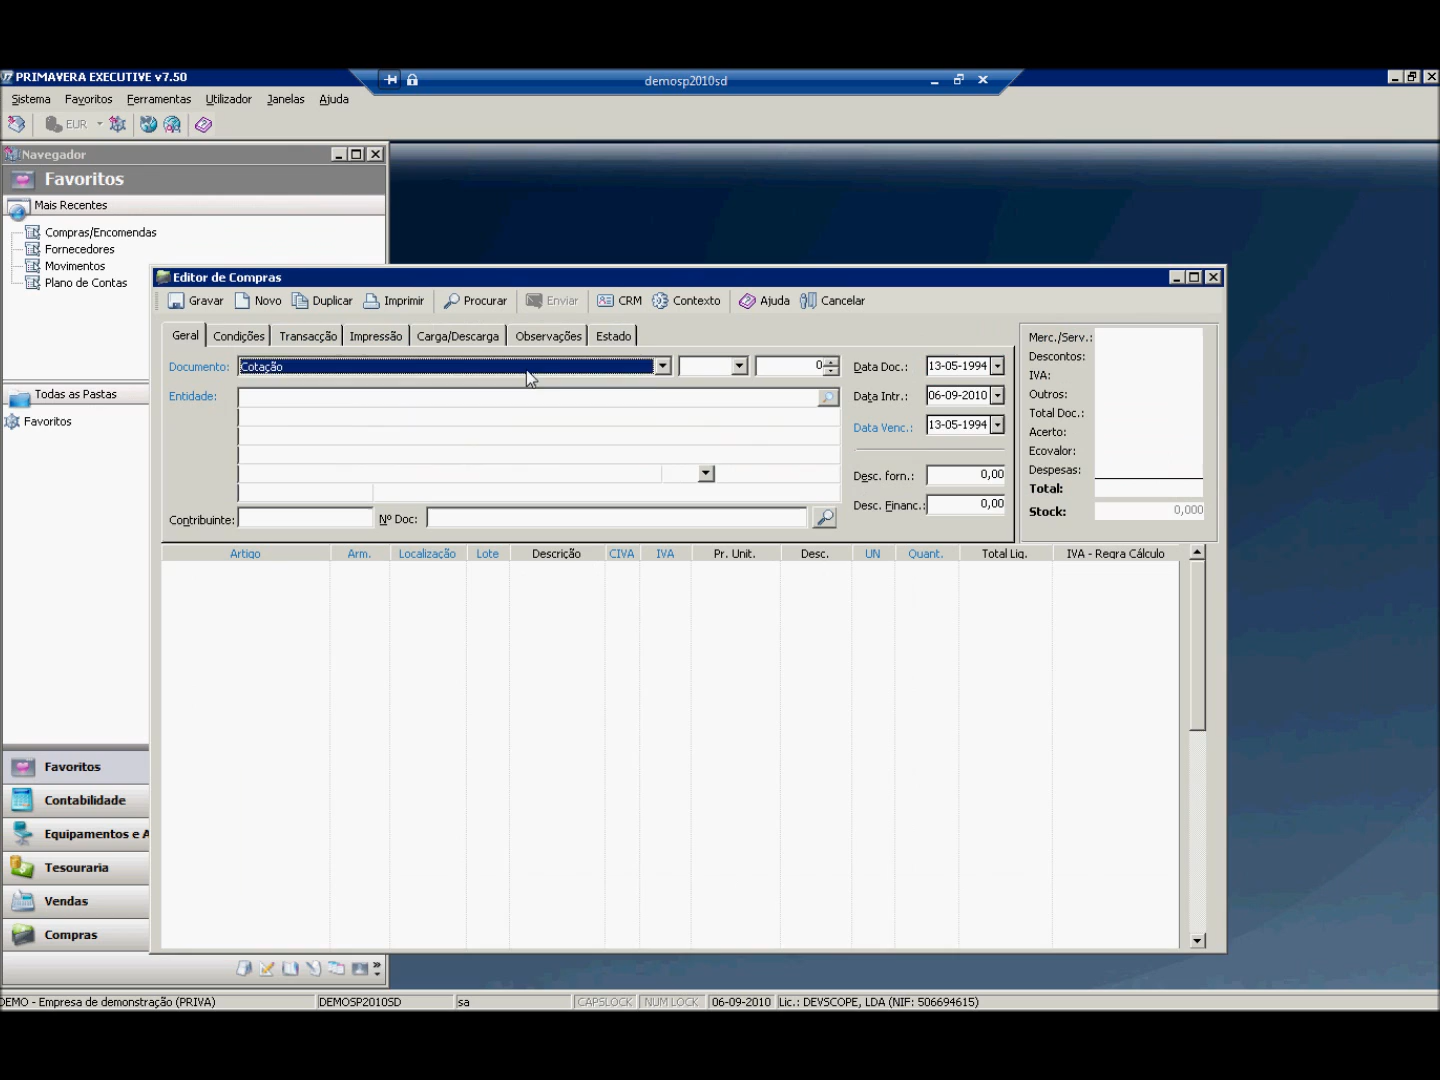 PRIMAVERA EXECUTIVE v7.50
demosp2010sd
Sistema Favoritos Ferramentas Utilizador Janelas Ajuda
EUR
Navegador
Favoritos
Mais Recentes
Compras/Encomendas
Fornecedores
Movimentos
Plano de Contas
Todas as Pastas
Favoritos
Editor de Compras
Gravar Novo Duplicar Imprimir Procurar Enviar CRM Contexto Ajuda Cancelar
Geral Condições Transacção Impressão Carga/Descarga Observações Estado
Documento: Cotação 0 Data Doc.: 13-05-1994
Entidade: Data Intr.: 06-09-2010
Data Venc.: 13-05-1994
Desc. forn.: 0,00
Desc. Financ.: 0,00
Contribuinte: Nº Doc:
Merc./Serv.:
Descontos:
IVA:
Outros:
Total Doc.:
Acerto:
Ecovalor:
Despesas:
Total:
Stock: 0,000
Artigo Arm. Localização Lote Descrição CIVA IVA Pr. Unit. Desc. UN Quant. Total Liq. IVA - Regra Cálculo
Favoritos
Contabilidade
Equipamentos e A
Tesouraria
Vendas
Compras
DEMO - Empresa de demonstração (PRIVA) DEMOSP2010SD sa CAPSLOCK NUM LOCK 06-09-2010 Lic.: DEVSCOPE, LDA (NIF: 506694615)